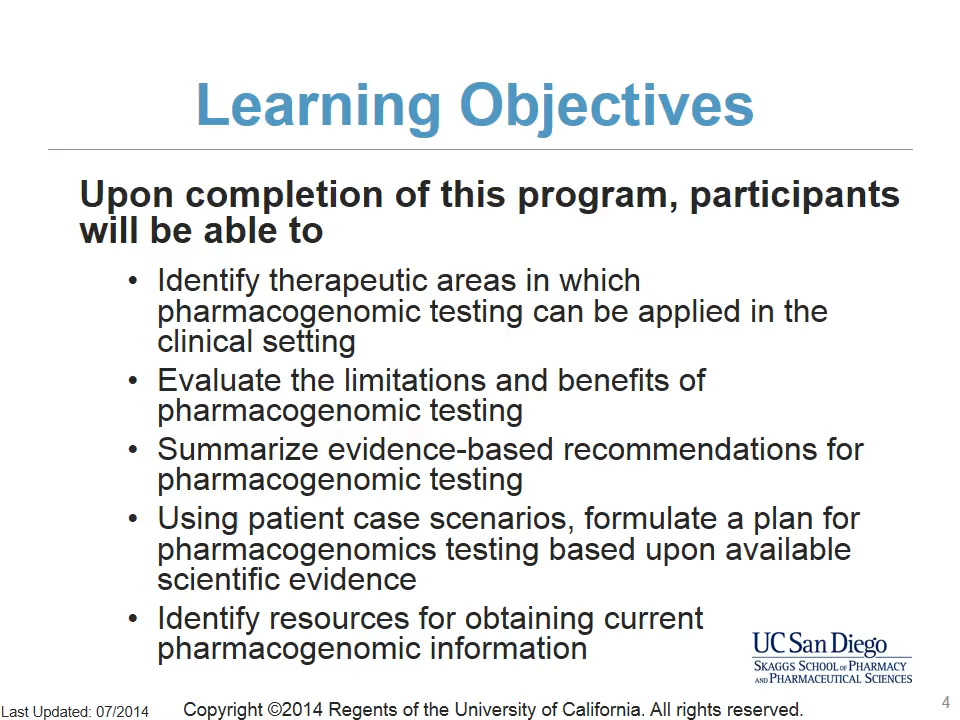 Learning Objectives
Upon completion of this program, participants
will be able to
• Identify therapeutic areas in which
pharmacogenomic testing can be applied in the
clinical setting
• Evaluate the limitations and benefits of
pharmacogenomic testing
• Summarize evidence-based recommendations for
pharmacogenomic testing
• Using patient case scenarios, formulate a plan for
pharmacogenomics testing based upon available
scientific evidence
• Identify resources for obtaining current
pharmacogenomic information
UC San Diego
SKAGGS SCHOOL OF PHARMACY
AND PHARMACEUTICAL SCIENCES
Last Updated: 07/2014
Copyright ©2014 Regents of the University of California. All rights reserved.
4